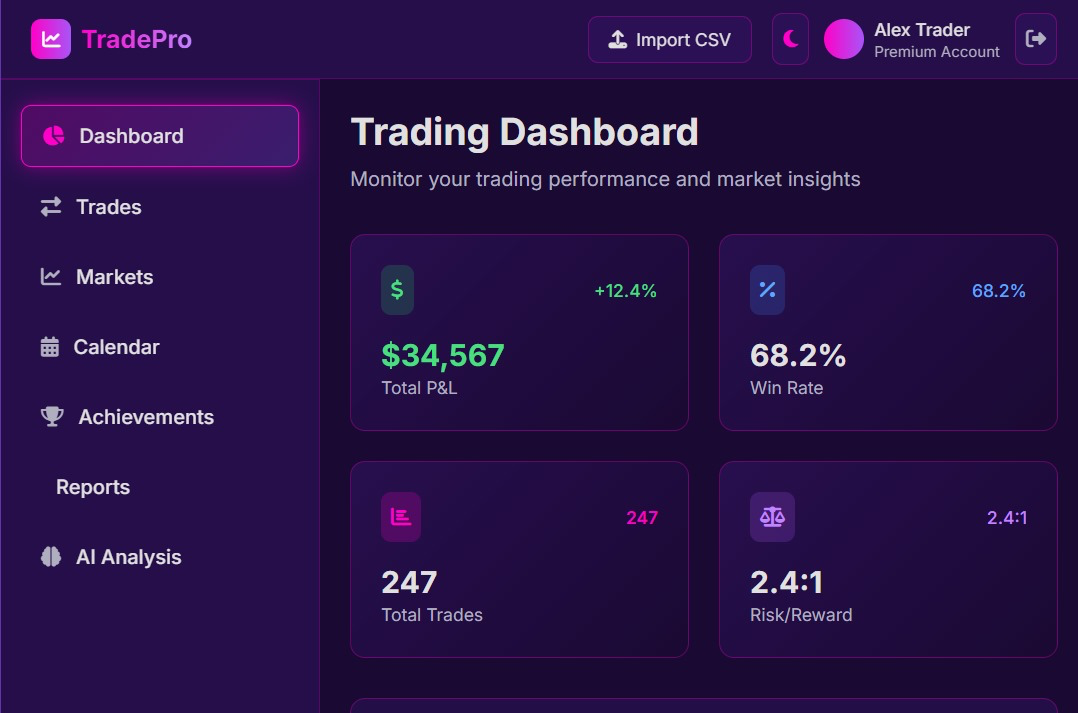 TradePro
Import CSV
Alex Trader
Premium Account
Dashboard
Trades
Markets
Calendar
Achievements
Reports
AI Analysis
Trading Dashboard
Monitor your trading performance and market insights
$
+12.4%
$34,567
Total P&L
%
68.2%
68.2%
Win Rate
247
247
Total Trades
2.4:1
2.4:1
Risk/Reward